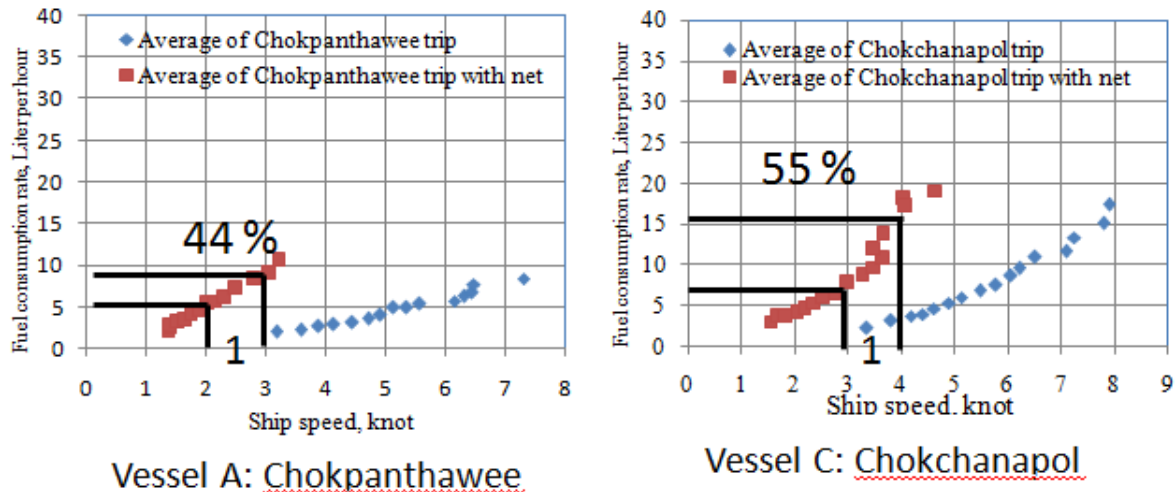 40
35
30
25
20
15
10
5
0
Fuel consumption rate, Literper hour
Average of Chokpanthawee trip
Average of Chokpanthawee trip with net
44 %
1
0 1 2 3 4 5 6 7 8
Ship speed, knot
Vessel A: Chokpanthawee
40
35
30
25
20
15
10
5
0
Fuel consumption rate, Liter per hour
Average of Chokchanapol trip
Average of Chokchanapol trip with net
55 %
1
0 1 2 3 4 5 6 7 8 9
Ship speed, knot
Vessel C: Chokchanapol